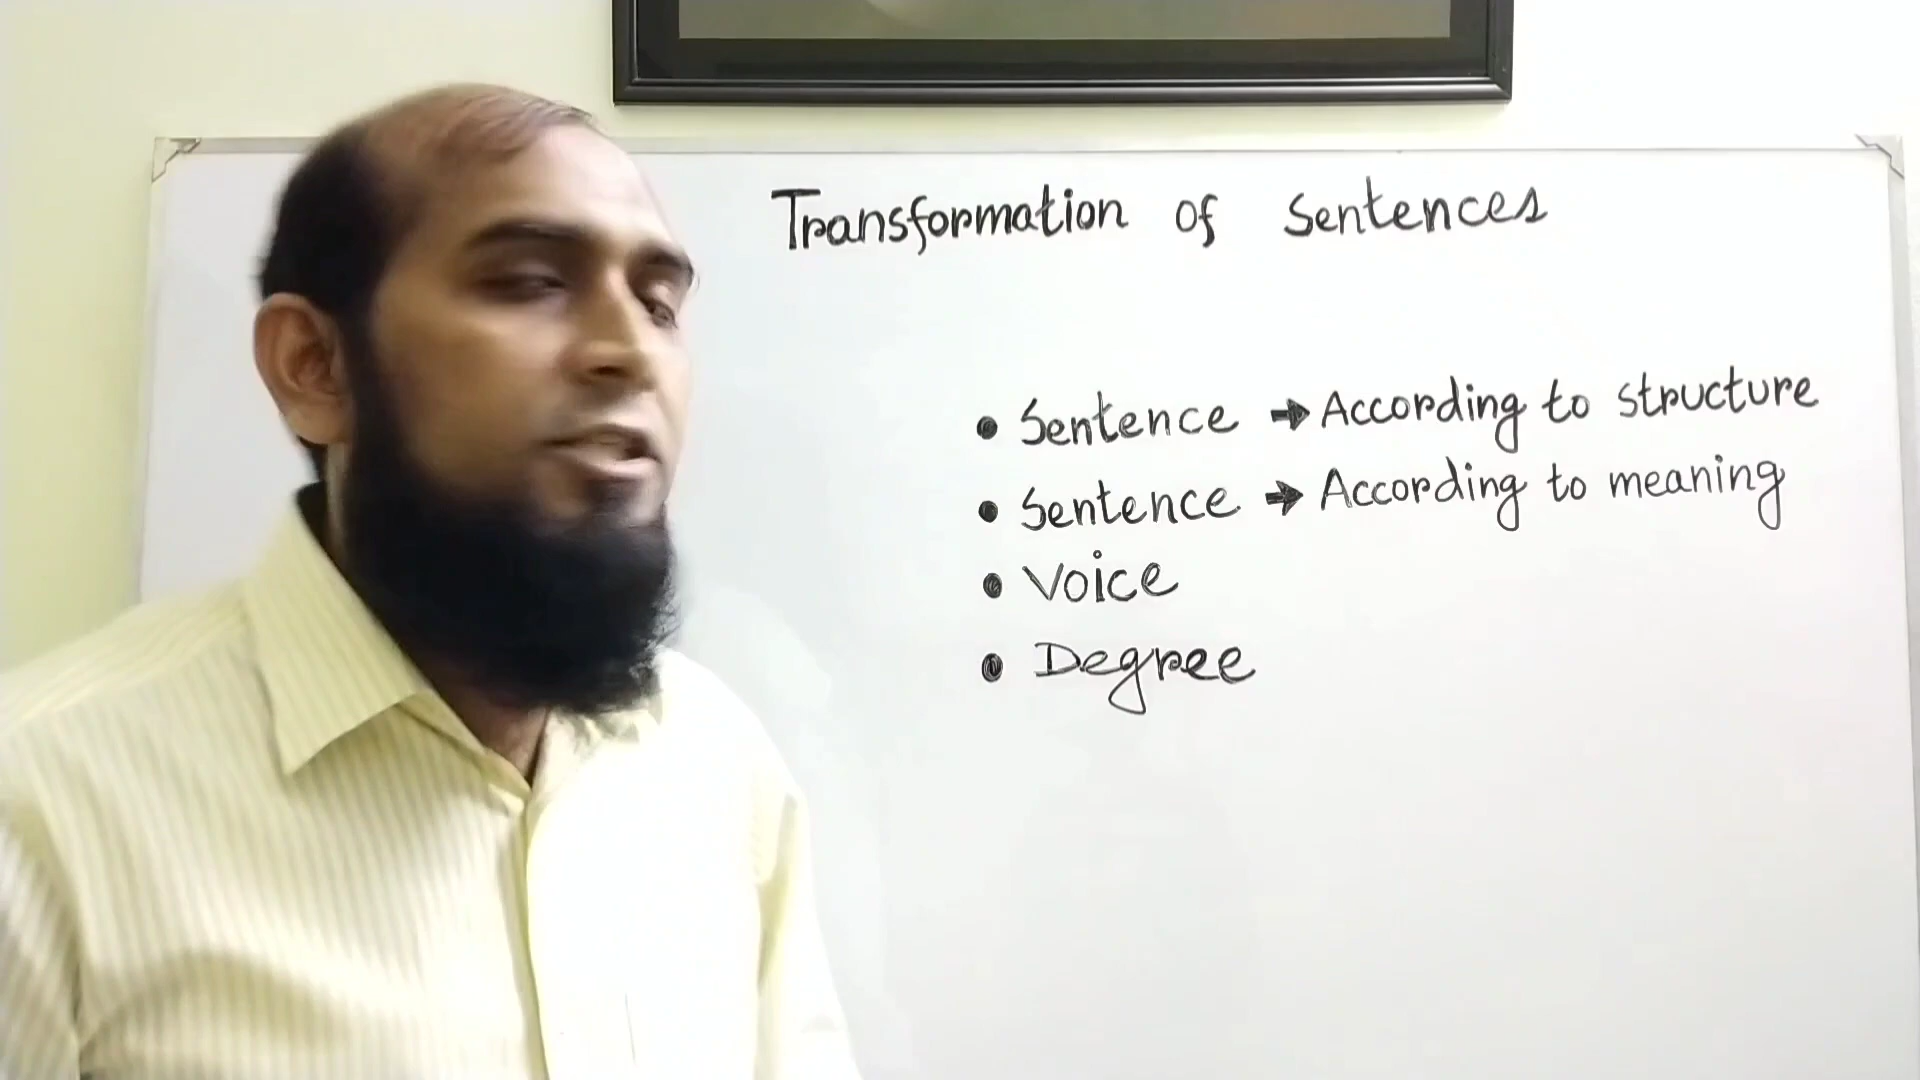 Transformation of Sentences
• Sentence → According to structure
• Sentence → According to meaning
• Voice
• Degree